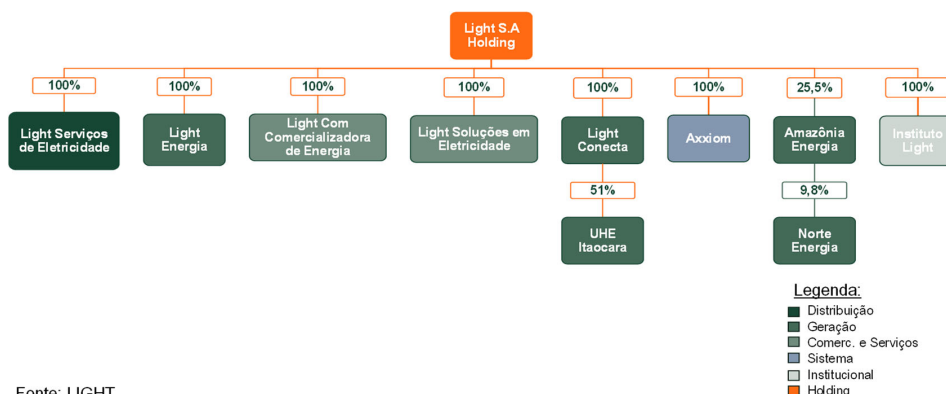 Light S.A
Holding
100%
100%
100%
100%
100%
100%
25,5%
100%
Light Serviços
de Eletricidade
Light
Energia
Light Com
Comercializadora
de Energia
Light Soluções em
Eletricidade
Light
Conecta
Axxiom
Amazônia
Energia
Instituto
Light
51%
9,8%
UHE
Itaocara
Norte
Energia
Legenda:
Distribuição
Geração
Comerc. e Serviços
Sistema
Institucional
Holding
Fonte: LIGHT